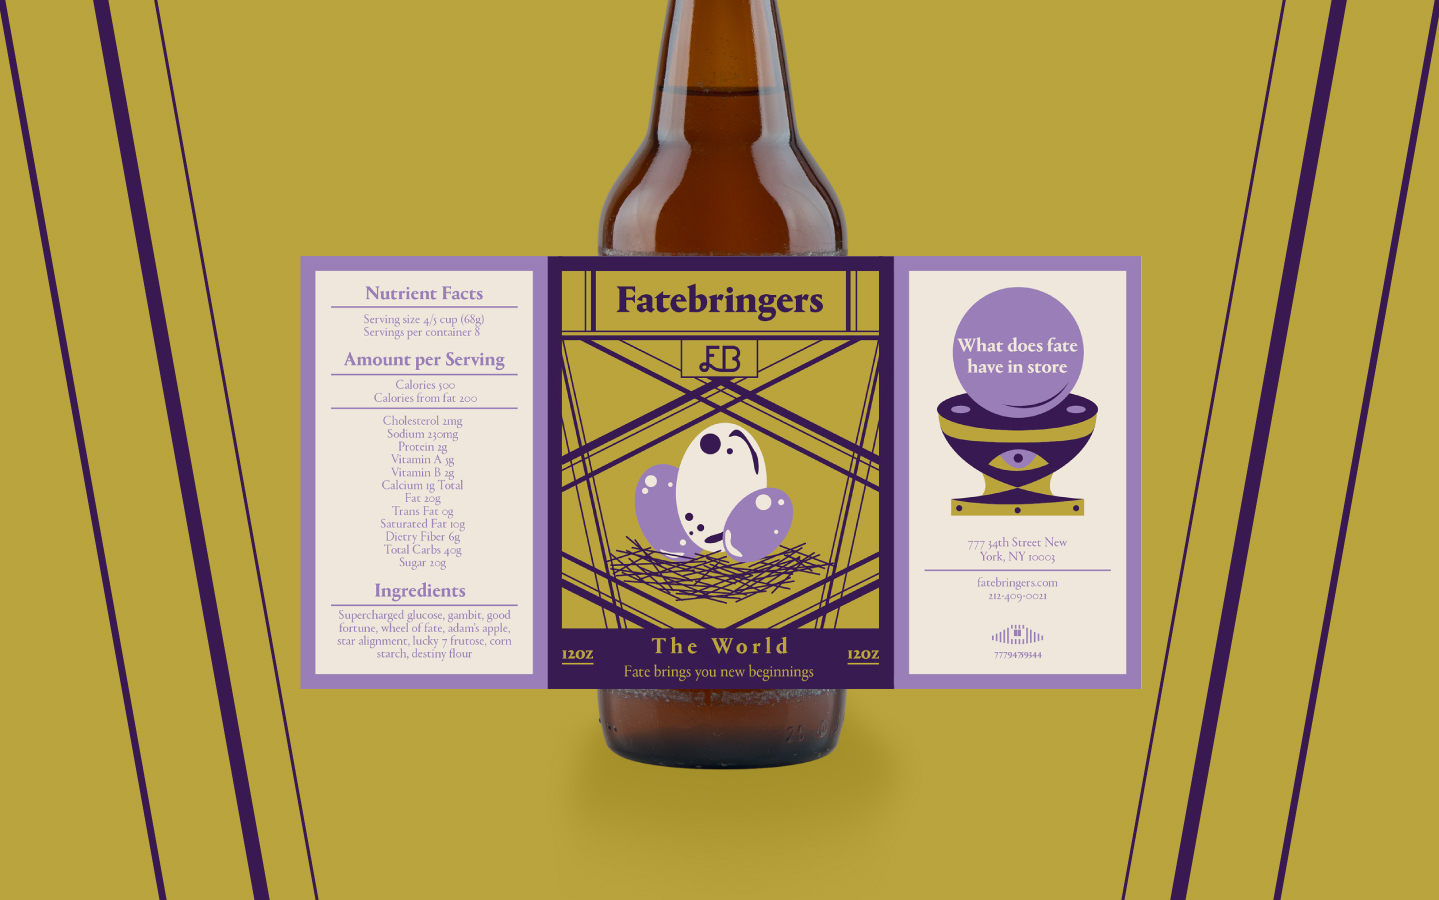 Nutrient Facts
Serving size 4/5 cup (68g)
Servings per container 8
Amount per Serving
Calories 500
Calories from fat 200
Cholesterol 2mg
Sodium 230mg
Protein 2g
Vitamin A 5g
Vitamin B 2g
Calcium 1g Total
Fat 20g
Trans Fat 0g
Saturated Fat 10g
Dietry Fiber 6g
Total Carbs 40g
Sugar 20g
Ingredients
Supercharged glucose, gambit, good
fortune, wheel of fate, adam's apple,
star alignment, lucky 7 frutose, corn
starch, destiny flour
Fatebringers
FB
The World
12OZ
12OZ
Fate brings you new beginnings
What does fate
have in store
777 34th Street New
York, NY 10003
fatebringers.com
212-409-0021